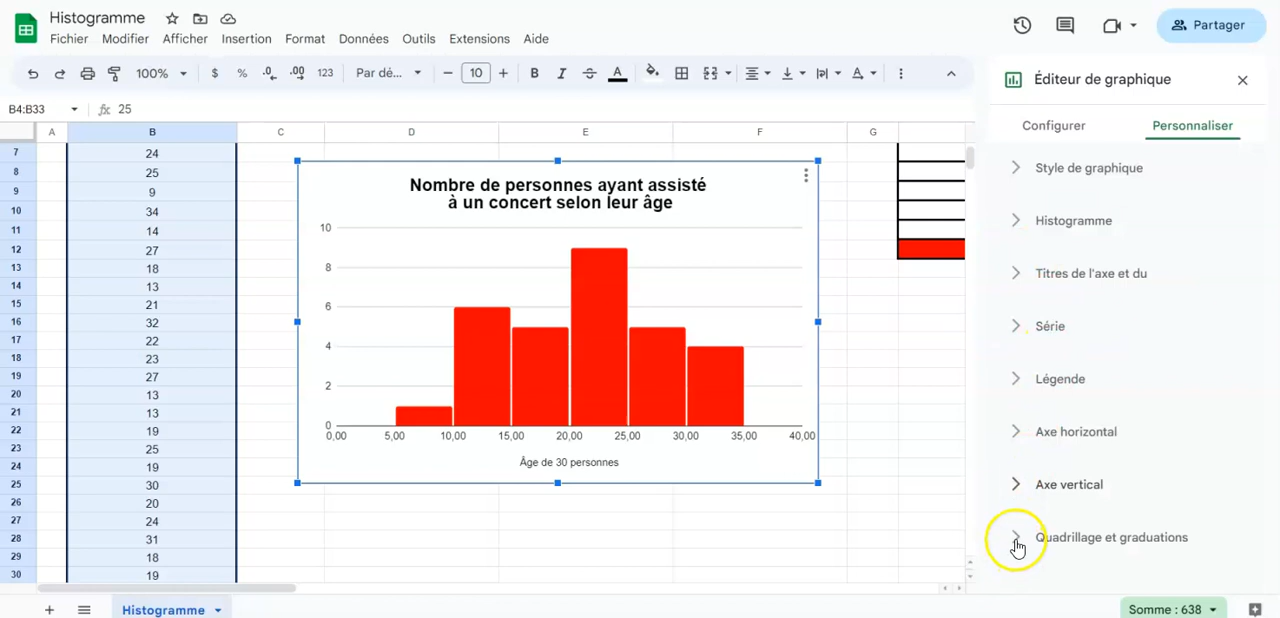 Histogramme
Fichier Modifier Afficher Insertion Format Données Outils Extensions Aide
Partager
100% $ % .0 .00 123 Par dé... − 10 + B I A
B4:B33 fx 25
A B C D E F G
7 24
8 25
9 9
10 34
11 14
12 27
13 18
14 13
15 21
16 32
17 22
18 23
19 27
20 13
21 13
22 19
23 25
24 19
25 30
26 20
27 24
28 31
29 18
30 19
Nombre de personnes ayant assisté
à un concert selon leur âge
10
8
6
4
2
0
0,00 5,00 10,00 15,00 20,00 25,00 30,00 35,00 40,00
Âge de 30 personnes
Éditeur de graphique
Configurer Personnaliser
Style de graphique
Histogramme
Titres de l'axe et du
Série
Légende
Axe horizontal
Axe vertical
Quadrillage et graduations
Histogramme
Somme : 638